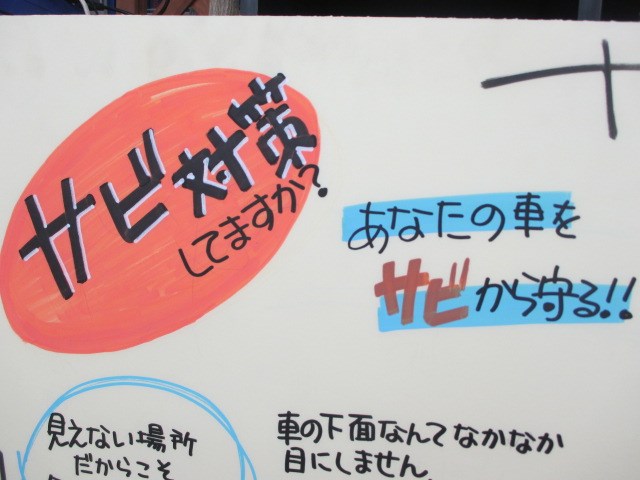 サビ対策
してますか?
あなたの車を
サビから守る!!
見えない場所
だからこそ
車の下面なんてなかなか
目にしません。